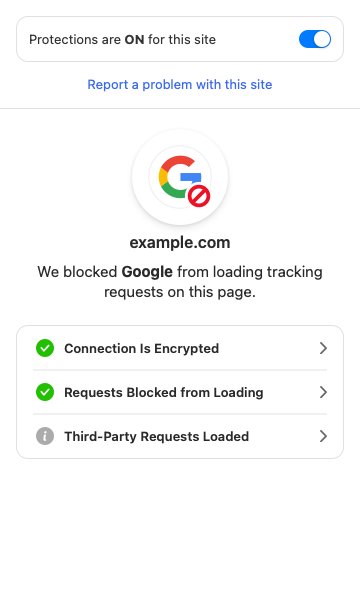 Protections are ON for this site
Report a problem with this site
example.com
We blocked Google from loading tracking
requests on this page.
Connection Is Encrypted
Requests Blocked from Loading
Third-Party Requests Loaded